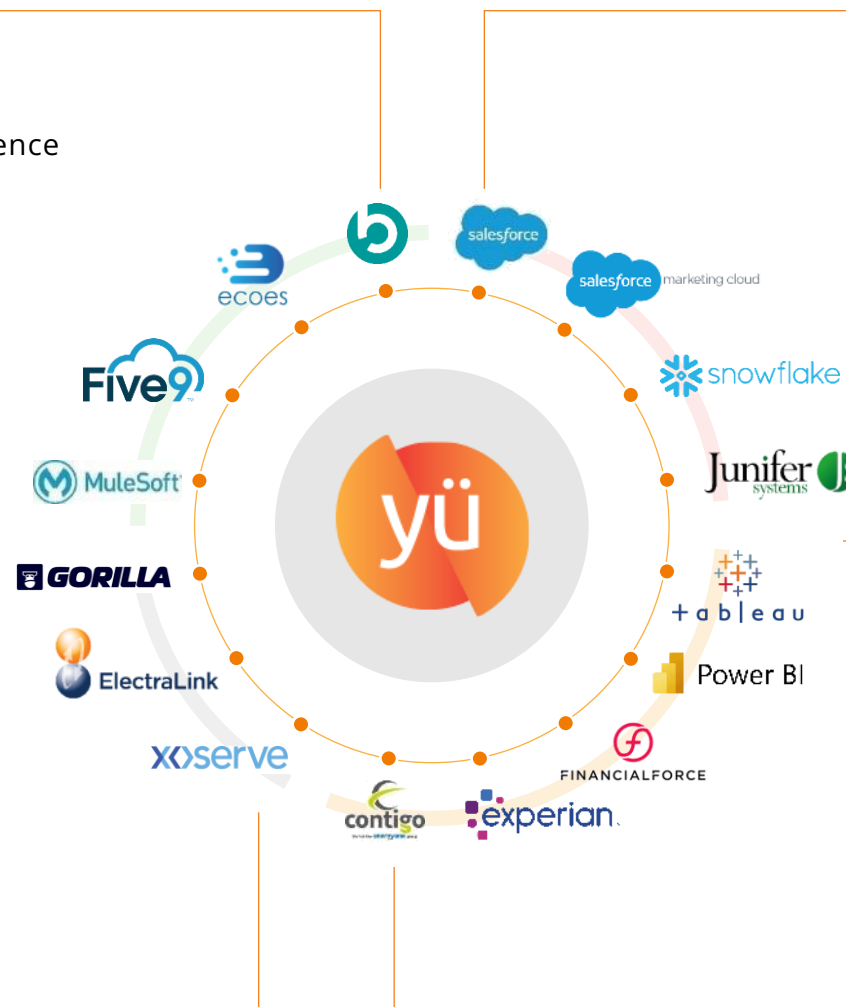 ence
b
salesforce
ecoes
salesforce marketing cloud
Five9
snowflake
MuleSoft
Junifer
systems
yü
GORILLA
tableau
ElectraLink
Power BI
xoserve
FINANCIALFORCE
contigo
experian.